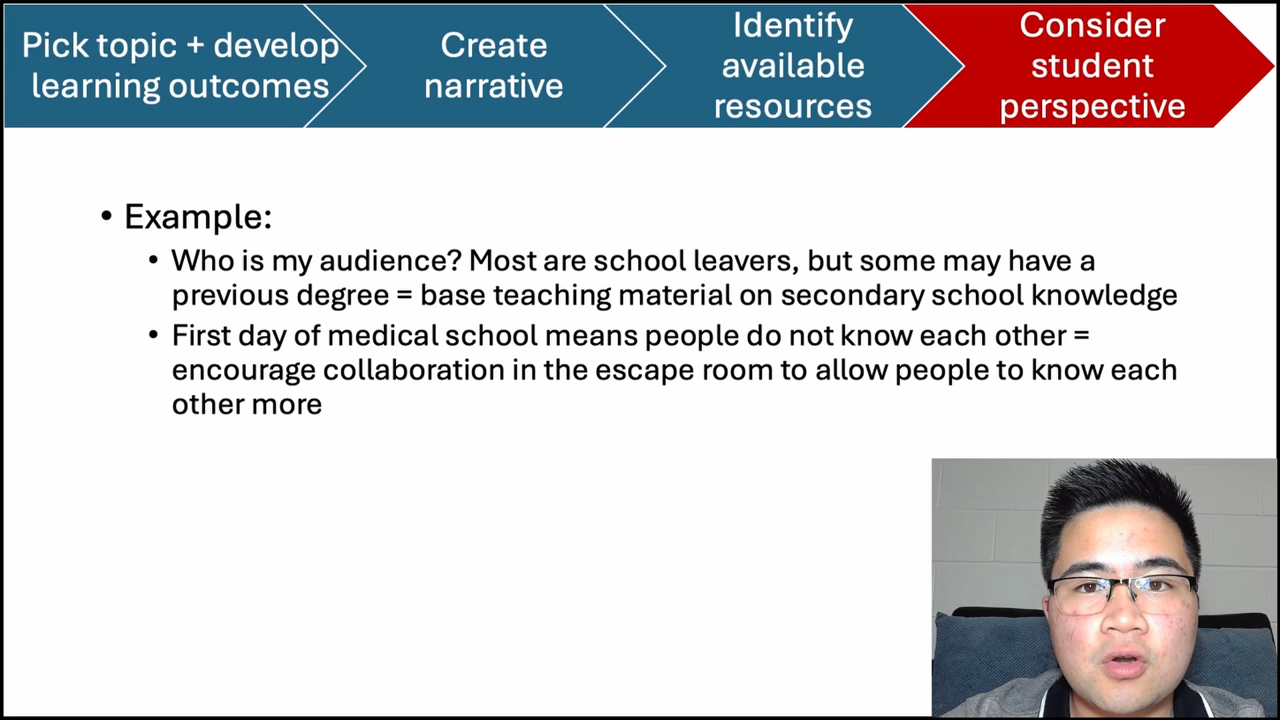 Pick topic + develop
learning outcomes
Create
narrative
Identify
available
resources
Consider
student
perspective
• Example:
• Who is my audience? Most are school leavers, but some may have a
previous degree = base teaching material on secondary school knowledge
• First day of medical school means people do not know each other =
encourage collaboration in the escape room to allow people to know each
other more